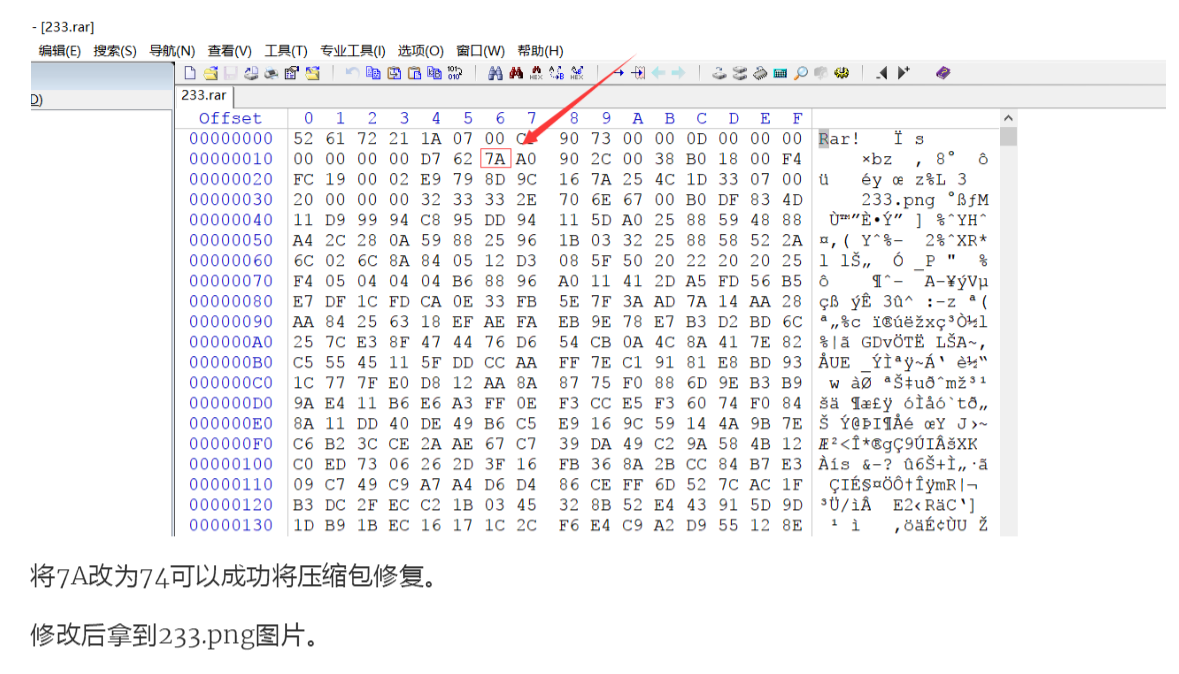 - [233.rar]
编辑(E) 搜索(S) 导航(N) 查看(V) 工具(T) 专业工具(I) 选项(O) 窗口(W) 帮助(H)
D)
233.rar
Offset 0 1 2 3 4 5 6 7 8 9 A B C D E F
00000000 52 61 72 21 1A 07 00 90 73 00 00 0D 00 00 00 Rar! Ï s
00000010 00 00 00 00 D7 62 7A A0 90 2C 00 38 B0 18 00 F4 ×bz , 8° ô
00000020 FC 19 00 02 E9 79 8D 9C 16 7A 25 4C 1D 33 07 00 ü éy œ z%L 3
00000030 20 00 00 00 32 33 33 2E 70 6E 67 00 B0 DF 83 4D 233.png °ßƒM
00000040 11 D9 99 94 C8 95 DD 94 11 5D A0 25 88 59 48 88 Ù™”È•Ý” ] %ˆYHˆ
00000050 A4 2C 28 0A 59 88 25 96 1B 03 32 25 88 58 52 2A ¤,( Yˆ%– 2%ˆXR*
00000060 6C 02 6C 8A 84 05 12 D3 08 5F 50 20 22 20 20 25 l lŠ„ Ó _P " %
00000070 F4 05 04 04 04 B6 88 96 A0 11 41 2D A5 FD 56 B5 ô ¶ˆ– A-¥ýVµ
00000080 E7 DF 1C FD CA 0E 33 FB 5E 7F 3A AD 7A 14 AA 28 çß ýÊ 3û^ :-z ª(
00000090 AA 84 25 63 18 EF AE FA EB 9E 78 E7 B3 D2 BD 6C ª„%c ï®úëžxç³Ò½l
000000A0 25 7C E3 8F 47 44 76 D6 54 CB 0A 4C 8A 41 7E 82 %|ã GDvÖTË LŠA~‚
000000B0 C5 55 45 11 5F DD CC AA FF 7E C1 91 81 E8 BD 93 ÅUE _ÝÌªÿ~Á‘ è½“
000000C0 1C 77 7F E0 D8 12 AA 8A 87 75 F0 88 6D 9E B3 B9 w àØ ªŠ‡uðˆmž³¹
000000D0 9A E4 11 B6 E6 A3 FF 0E F3 CC E5 F3 60 74 F0 84 šä ¶æ£ÿ óÌåó`tð„
000000E0 8A 11 DD 40 DE 49 B6 C5 E9 16 9C 59 14 4A 9B 7E Š Ý@ÞI¶Åé œY J›~
000000F0 C6 B2 3C CE 2A AE 67 C7 39 DA 49 C2 9A 58 4B 12 Æ²<Î*®gÇ9ÚIÂšXK
00000100 C0 ED 73 06 26 2D 3F 16 FB 36 8A 2B CC 84 B7 E3 Àís &-? û6Š+Ì„·ã
00000110 09 C7 49 C9 A7 A4 D6 D4 86 CE FF 6D 52 7C AC 1F ÇIÉ§¤ÖÔ†ÎÿmR|¬
00000120 B3 DC 2F EC C2 1B 03 45 32 8B 52 E4 43 91 5D 9D ³Ü/ìÂ E2‹RäC‘]
00000130 1D B9 1B EC 16 17 1C 2C F6 E4 C9 A2 D9 55 12 8E ¹ ì ,öäÉ¢ÙU Ž
将7A改为74可以成功将压缩包修复。
修改后拿到233.png图片。